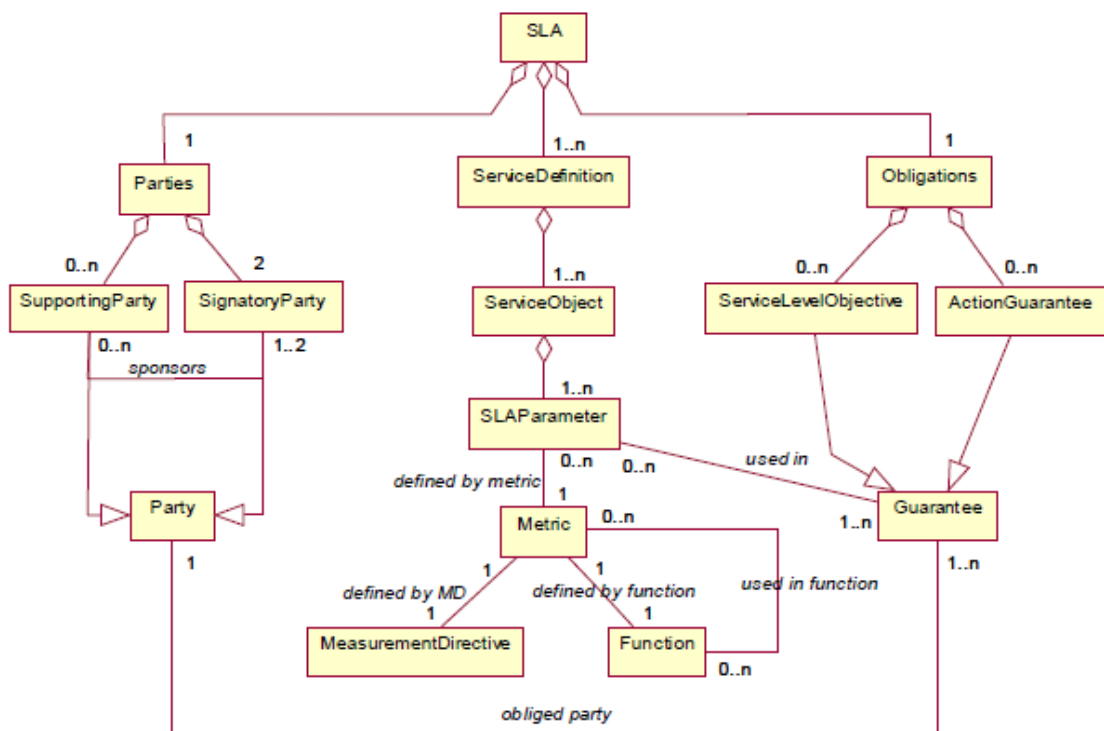 SLA
1
1..n
1
Parties
ServiceDefinition
Obligations
0..n
2
1..n
0..n
0..n
SupportingParty
SignatoryParty
ServiceObject
ServiceLevelObjective
ActionGuarantee
0..n
1..2
sponsors
1..n
SLAParameter
0..n
0..n
used in
defined by metric
1
Party
Metric
0..n
1..n
Guarantee
1
1
1
1..n
defined by MD
defined by function
used in function
1
1
MeasurementDirective
Function
0..n
obliged party